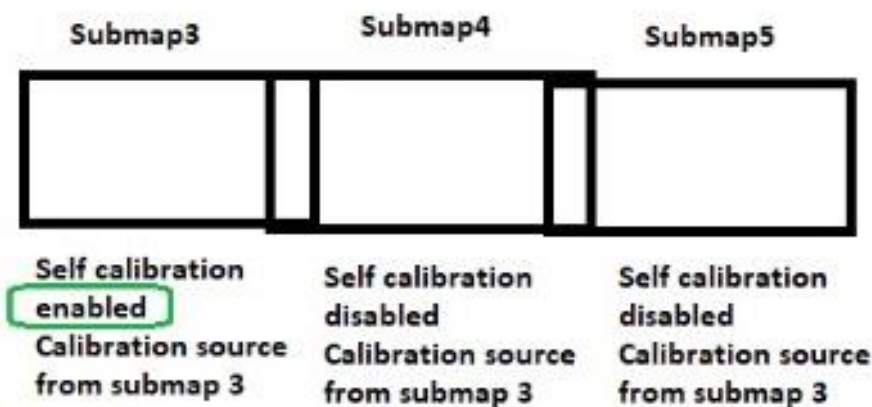 Submap3
Submap4
Submap5
Self calibration
enabled
Calibration source
from submap 3
Self calibration
disabled
Calibration source
from submap 3
Self calibration
disabled
Calibration source
from submap 3